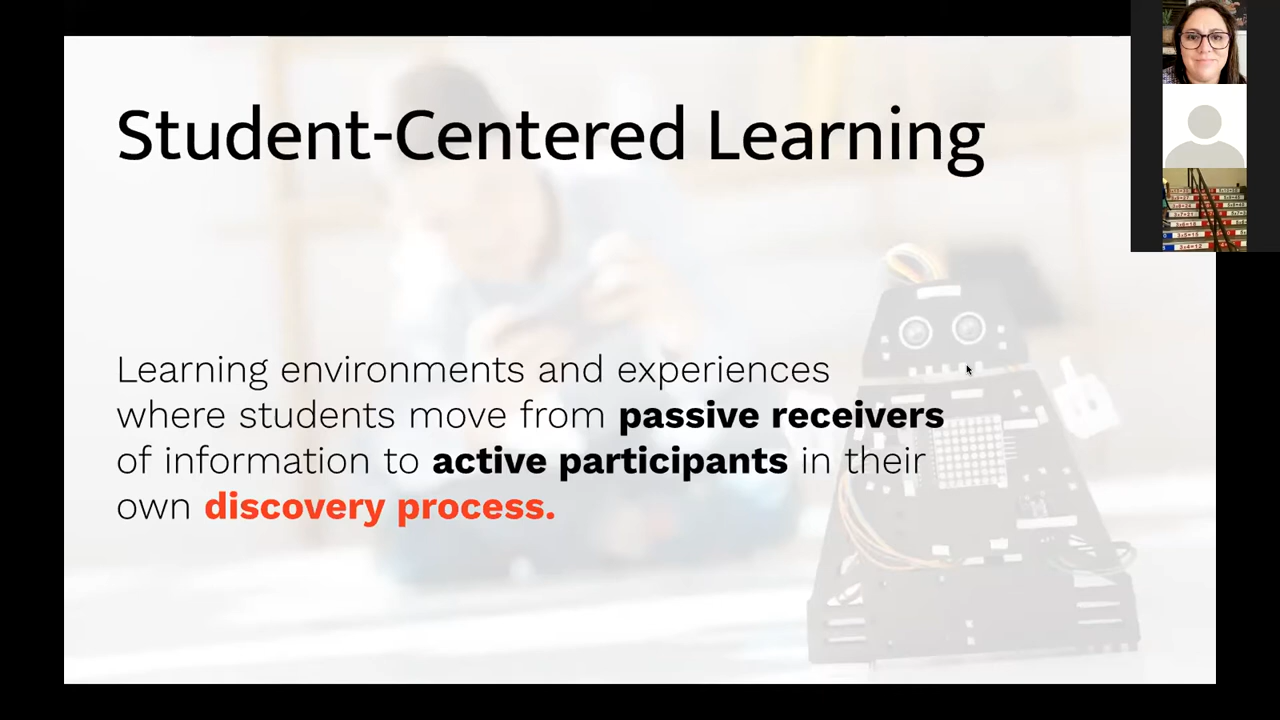 Student-Centered Learning
Learning environments and experiences
where students move from passive receivers
of information to active participants in their
own discovery process.